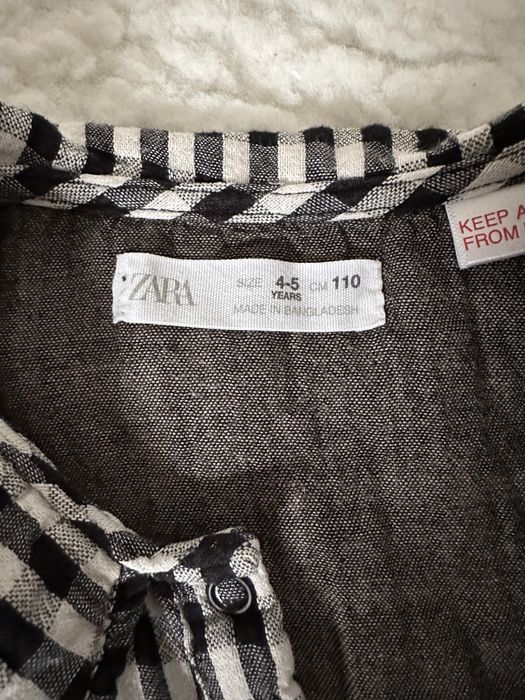 ZARA SIZE 4-5 CM 110
YEARS
MADE IN BANGLADESH
KEEP A
FROM